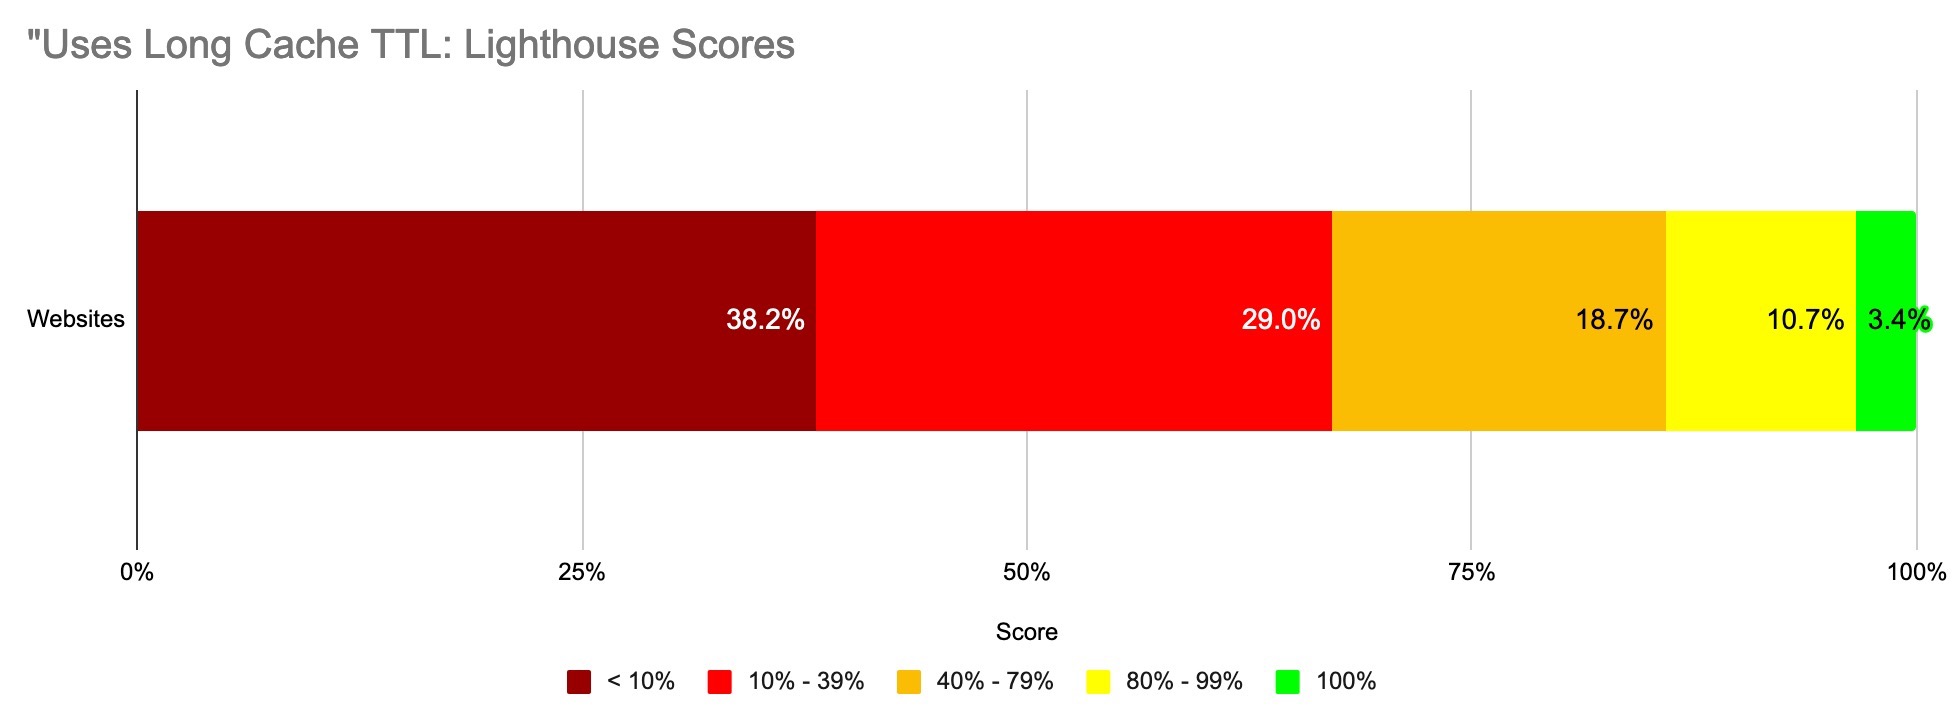 "Uses Long Cache TTL: Lighthouse Scores
Websites
38.2%
29.0%
18.7%
10.7%
3.4%
0%
25%
50%
75%
100%
Score
< 10%
10% - 39%
40% - 79%
80% - 99%
100%